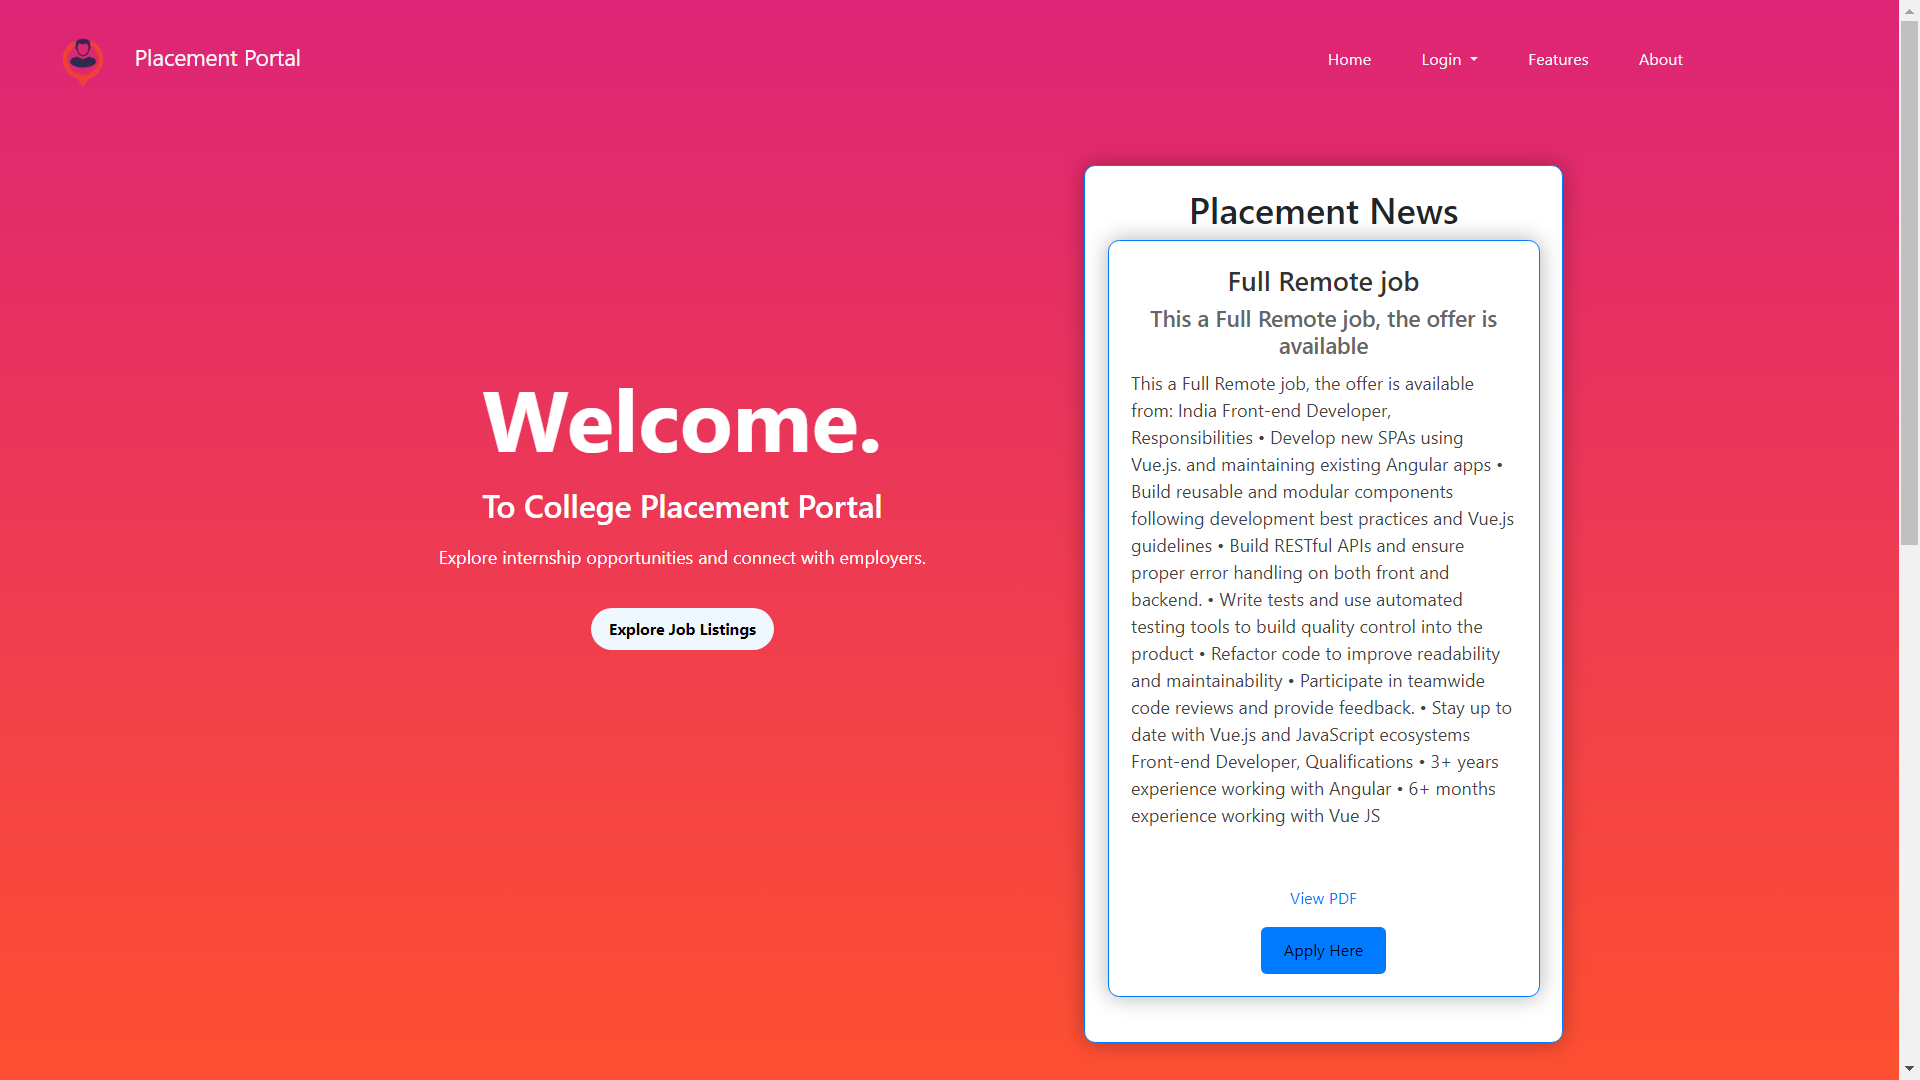 Placement Portal
Home
Login
Features
About
Welcome.
To College Placement Portal
Explore internship opportunities and connect with employers.
Explore Job Listings
Placement News
Full Remote job
This a Full Remote job, the offer is
available
This a Full Remote job, the offer is available
from: India Front-end Developer,
Responsibilities • Develop new SPAs using
Vue.js. and maintaining existing Angular apps •
Build reusable and modular components
following development best practices and Vue.js
guidelines • Build RESTful APIs and ensure
proper error handling on both front and
backend. • Write tests and use automated
testing tools to build quality control into the
product • Refactor code to improve readability
and maintainability • Participate in teamwide
code reviews and provide feedback. • Stay up to
date with Vue.js and JavaScript ecosystems
Front-end Developer, Qualifications • 3+ years
experience working with Angular • 6+ months
experience working with Vue JS
View PDF
Apply Here